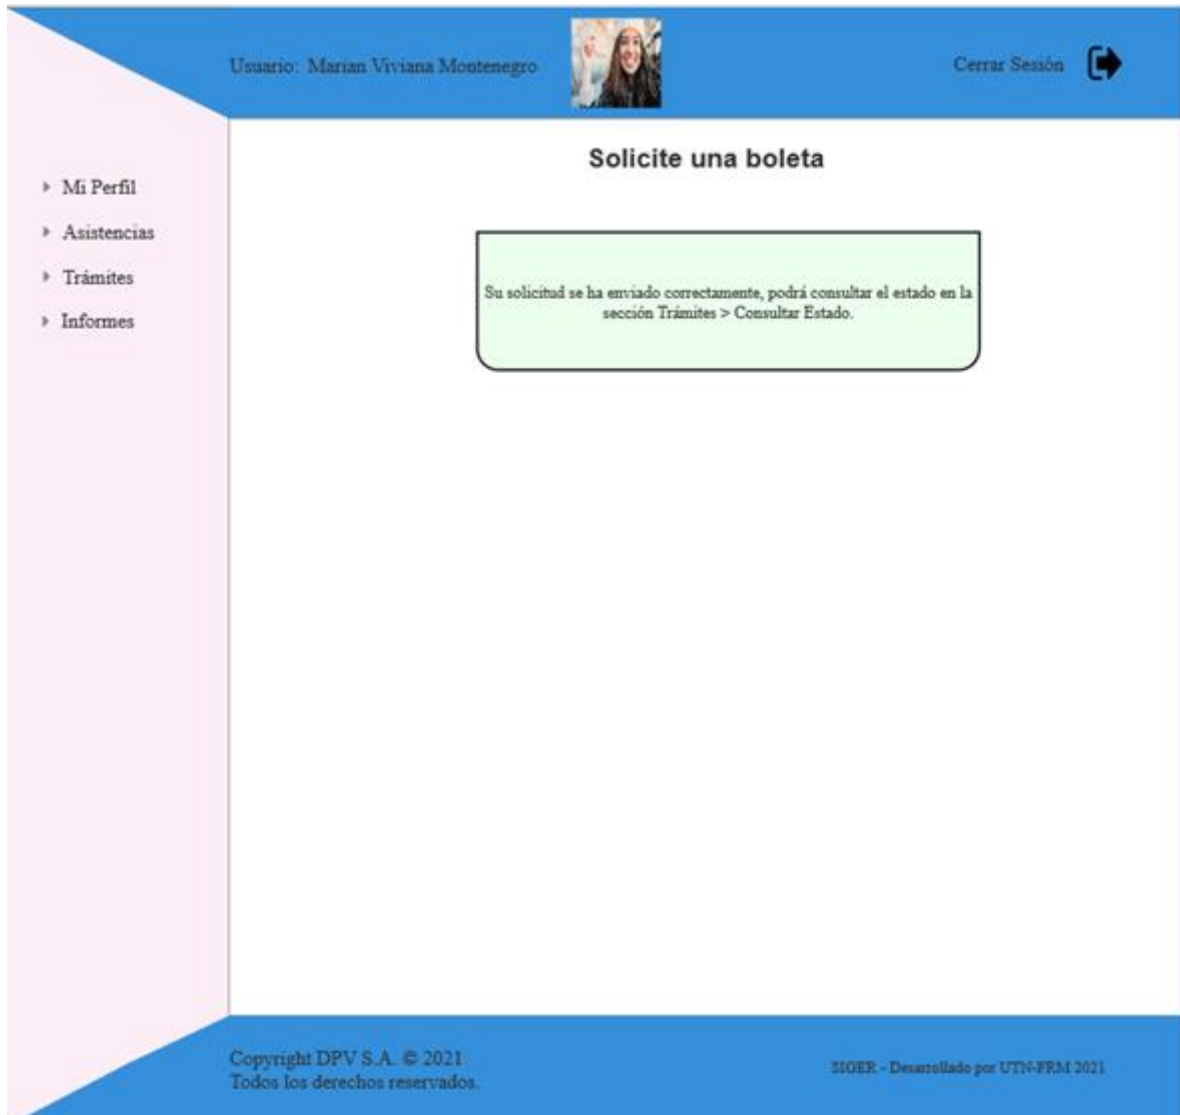 Usuario: Marian Viviana Montenegro
Cerrar Sesión
Solicite una boleta
Mi Perfil
Asistencias
Trámites
Informes
Su solicitud se ha enviado correctamente, podrá consultar el estado en la
sección Trámites > Consultar Estado.
Copyright DPV S.A. © 2021
Todos los derechos reservados.
SIGER - Desarrollado por UTN-FRM 2021